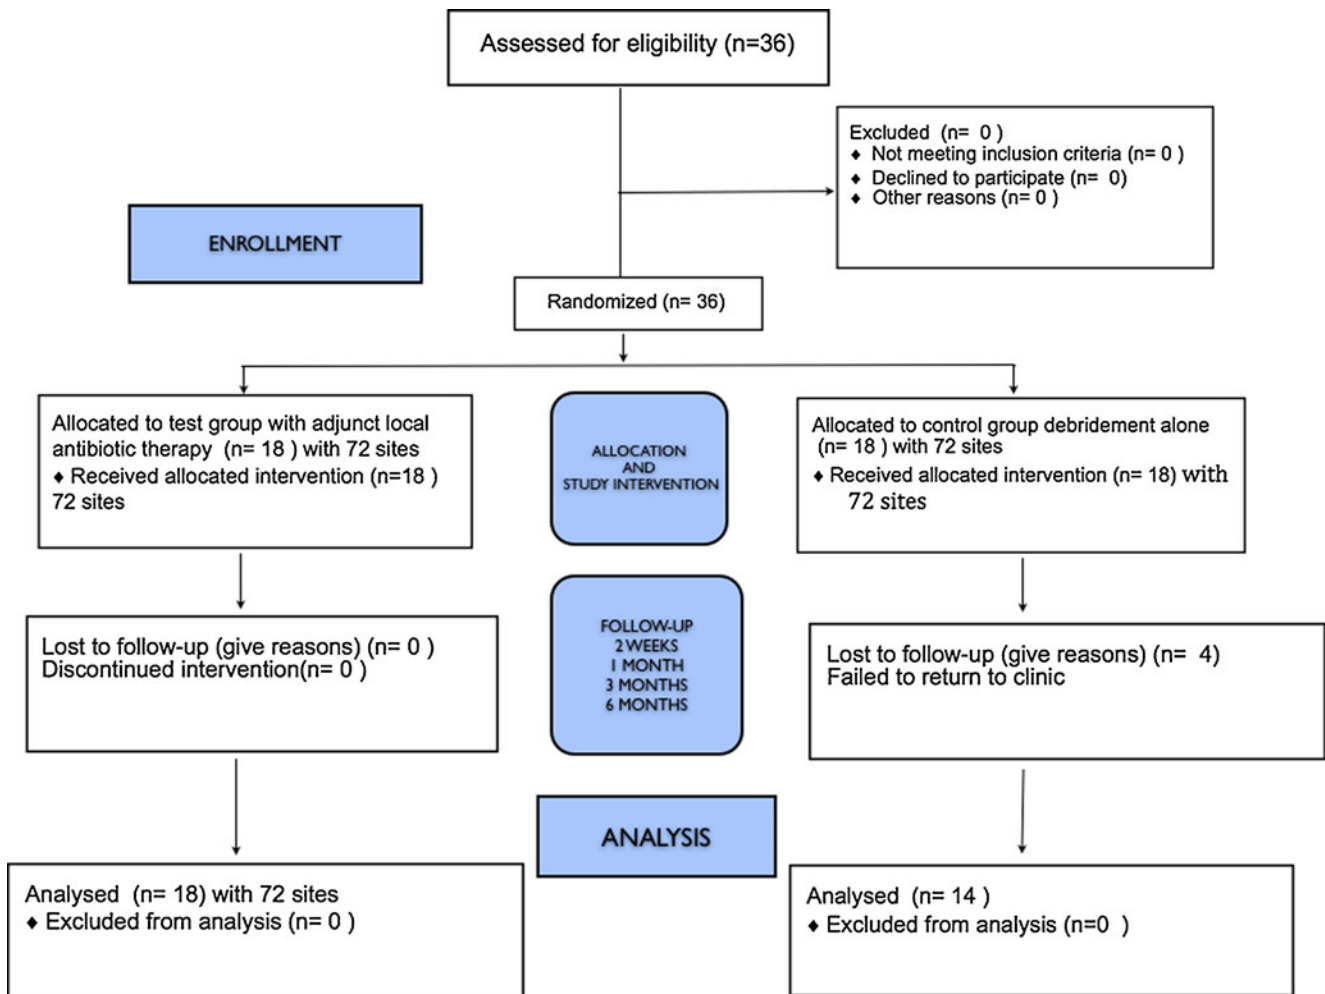 Assessed for eligibility (n=36)
Excluded (n= 0 )
♦ Not meeting inclusion criteria (n= 0 )
♦ Declined to participate (n= 0)
♦ Other reasons (n= 0 )
ENROLLMENT
Randomized (n= 36)
Allocated to test group with adjunct local
antibiotic therapy (n= 18 ) with 72 sites
♦ Received allocated intervention (n=18 )
72 sites
ALLOCATION
AND
STUDY INTERVENTION
Allocated to control group debridement alone
(n= 18 ) with 72 sites
♦ Received allocated intervention (n= 18) with
72 sites
Lost to follow-up (give reasons) (n= 0 )
Discontinued intervention(n= 0 )
FOLLOW-UP
2 WEEKS
1 MONTH
3 MONTHS
6 MONTHS
Lost to follow-up (give reasons) (n= 4)
Failed to return to clinic
ANALYSIS
Analysed (n= 18) with 72 sites
♦ Excluded from analysis (n= 0 )
Analysed (n= 14 )
♦ Excluded from analysis (n=0 )